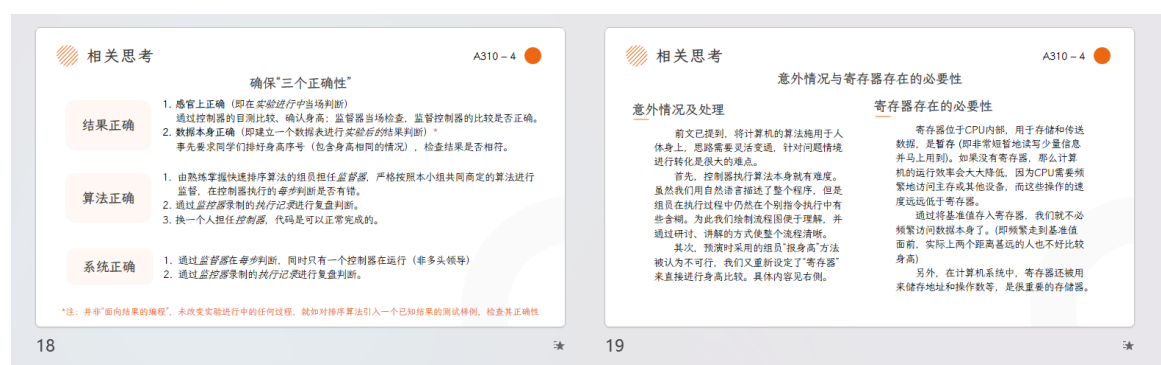 相关思考
A310 – 4
确保“三个正确性”
结果正确
1. 感官上正确（即在实验进行中当场判断）
通过控制器的目测比较、确认身高；监督器当场检查，监督控制器的比较是否正确。
2. 数据本身正确（即建立一个数据表进行实验后的结果判断）*
事先要求同学们排好身高序号（包含身高相同的情况），检查结果是否相符。
算法正确
1. 由熟练掌握快速排序算法的组员担任监督器，严格按照本小组共同商定的算法进行
监督，在控制器执行的每步判断是否有错。
2. 通过监控器录制的执行记录进行复盘判断。
3. 换一个人担任控制器，代码是可以正常完成的。
系统正确
1. 通过监督器在每步判断，同时只有一个控制器在运行（非多头领导）
2. 通过监控器录制的执行记录进行复盘判断。
*注：并非“面向结果的编程”，未改变实验进行中的任何过程，就如对排序算法引入一个已知结果的测试样例，检查其正确性
18
相关思考
A310 – 4
意外情况与寄存器存在的必要性
意外情况及处理
前文已提到，将计算机的算法施用于人
体身上，思路需要灵活变通，针对问题情境
进行转化是很大的难点。
首先，控制器执行算法本身就有难度。
虽然我们用自然语言描述了整个程序，但是
组员在执行过程中仍然在个别指令执行中有
些含糊。为此我们绘制流程图便于理解，并
通过研讨、讲解的方式使整个流程清晰。
其次，预演时采用的组员“报身高”方法
被认为不可行，我们又重新设定了“寄存器”
来直接进行身高比较。具体内容见右侧。
寄存器存在的必要性
寄存器位于CPU内部，用于存储和传送
数据，是暂存（即非常短暂地读写少量信息
并马上用到）。如果没有寄存器，那么计算
机的运行效率会大大降低，因为CPU需要频
繁地访问主存或其他设备，而这些操作的速
度远远低于寄存器。
通过将基准值存入寄存器，我们就不必
频繁访问数据本身了。（即频繁走到基准值
面前，实际上两个距离甚远的人也不好比较
身高）
另外，在计算机系统中，寄存器还被用
来储存地址和操作数等，是很重要的存储器。
19